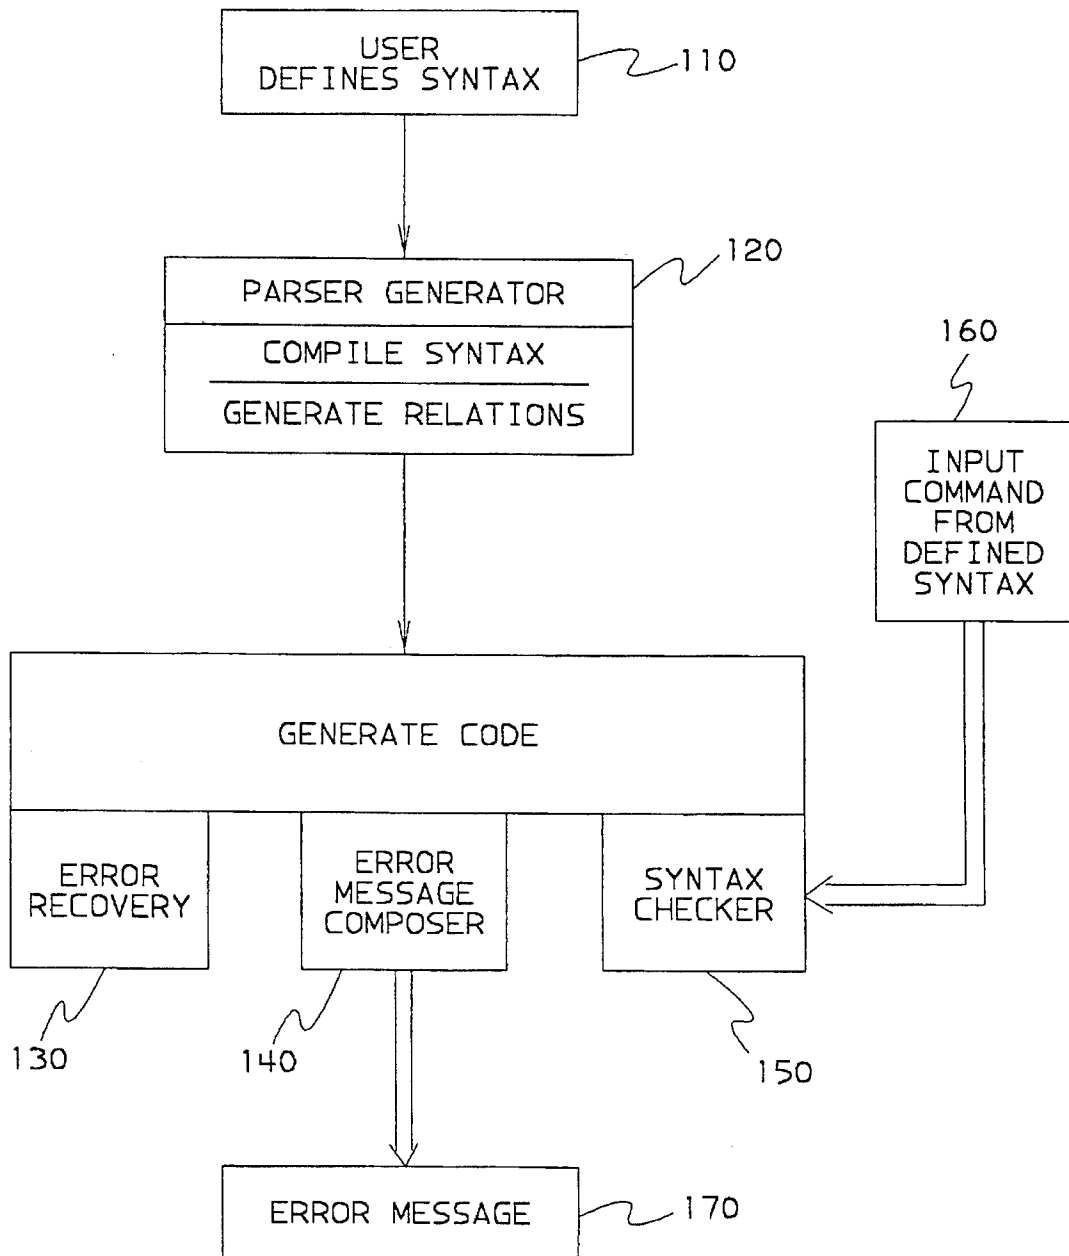 USER
DEFINES SYNTAX
110
PARSER GENERATOR
120
COMPILE SYNTAX
GENERATE RELATIONS
160
INPUT
COMMAND
FROM
DEFINED
SYNTAX
GENERATE CODE
ERROR
RECOVERY
ERROR
MESSAGE
COMPOSER
SYNTAX
CHECKER
130
140
150
ERROR MESSAGE
170